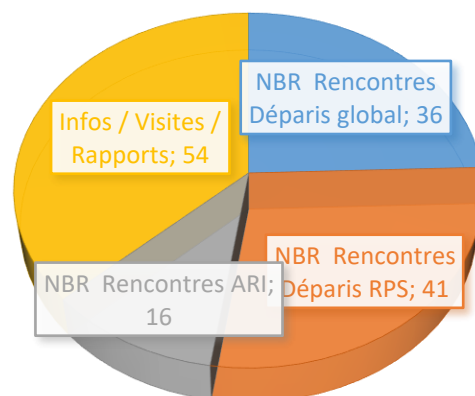 NBR Rencontres
Déparis global; 36
Infos / Visites /
Rapports; 54
NBR Rencontres
Déparis RPS; 41
NBR Rencontres ARI;
16